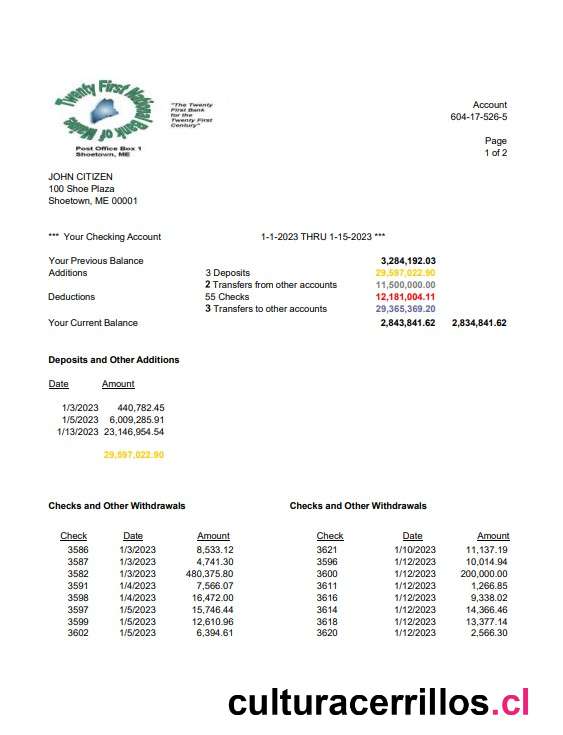 Twenty First National Bank of Maine
"The Twenty
First Bank
for the
Twenty First
Century"
Post Office Box 1
Shoetown, ME
Account
604-17-526-5
Page
1 of 2
JOHN CITIZEN
100 Shoe Plaza
Shoetown, ME 00001
*** Your Checking Account 1-1-2023 THRU 1-15-2023 ***
Your Previous Balance 3,284,192.03
Additions 3 Deposits 29,597,022.90
2 Transfers from other accounts 11,500,000.00
Deductions 55 Checks 12,181,004.11
3 Transfers to other accounts 29,365,369.20
Your Current Balance 2,843,841.62 2,834,841.62
Deposits and Other Additions
Date Amount
1/3/2023 440,782.45
1/5/2023 6,009,285.91
1/13/2023 23,146,954.54
29,597,022.90
Checks and Other Withdrawals
Check Date Amount
3586 1/3/2023 8,533.12
3587 1/3/2023 4,741.30
3582 1/3/2023 480,375.80
3591 1/4/2023 7,566.07
3598 1/4/2023 16,472.00
3597 1/5/2023 15,746.44
3599 1/5/2023 12,610.96
3602 1/5/2023 6,394.61
Checks and Other Withdrawals
Check Date Amount
3621 1/10/2023 11,137.19
3596 1/12/2023 10,014.94
3600 1/12/2023 200,000.00
3611 1/12/2023 1,266.85
3616 1/12/2023 9,338.02
3614 1/12/2023 14,366.46
3618 1/12/2023 13,377.14
3620 1/12/2023 2,566.30
culturacerrillos.cl